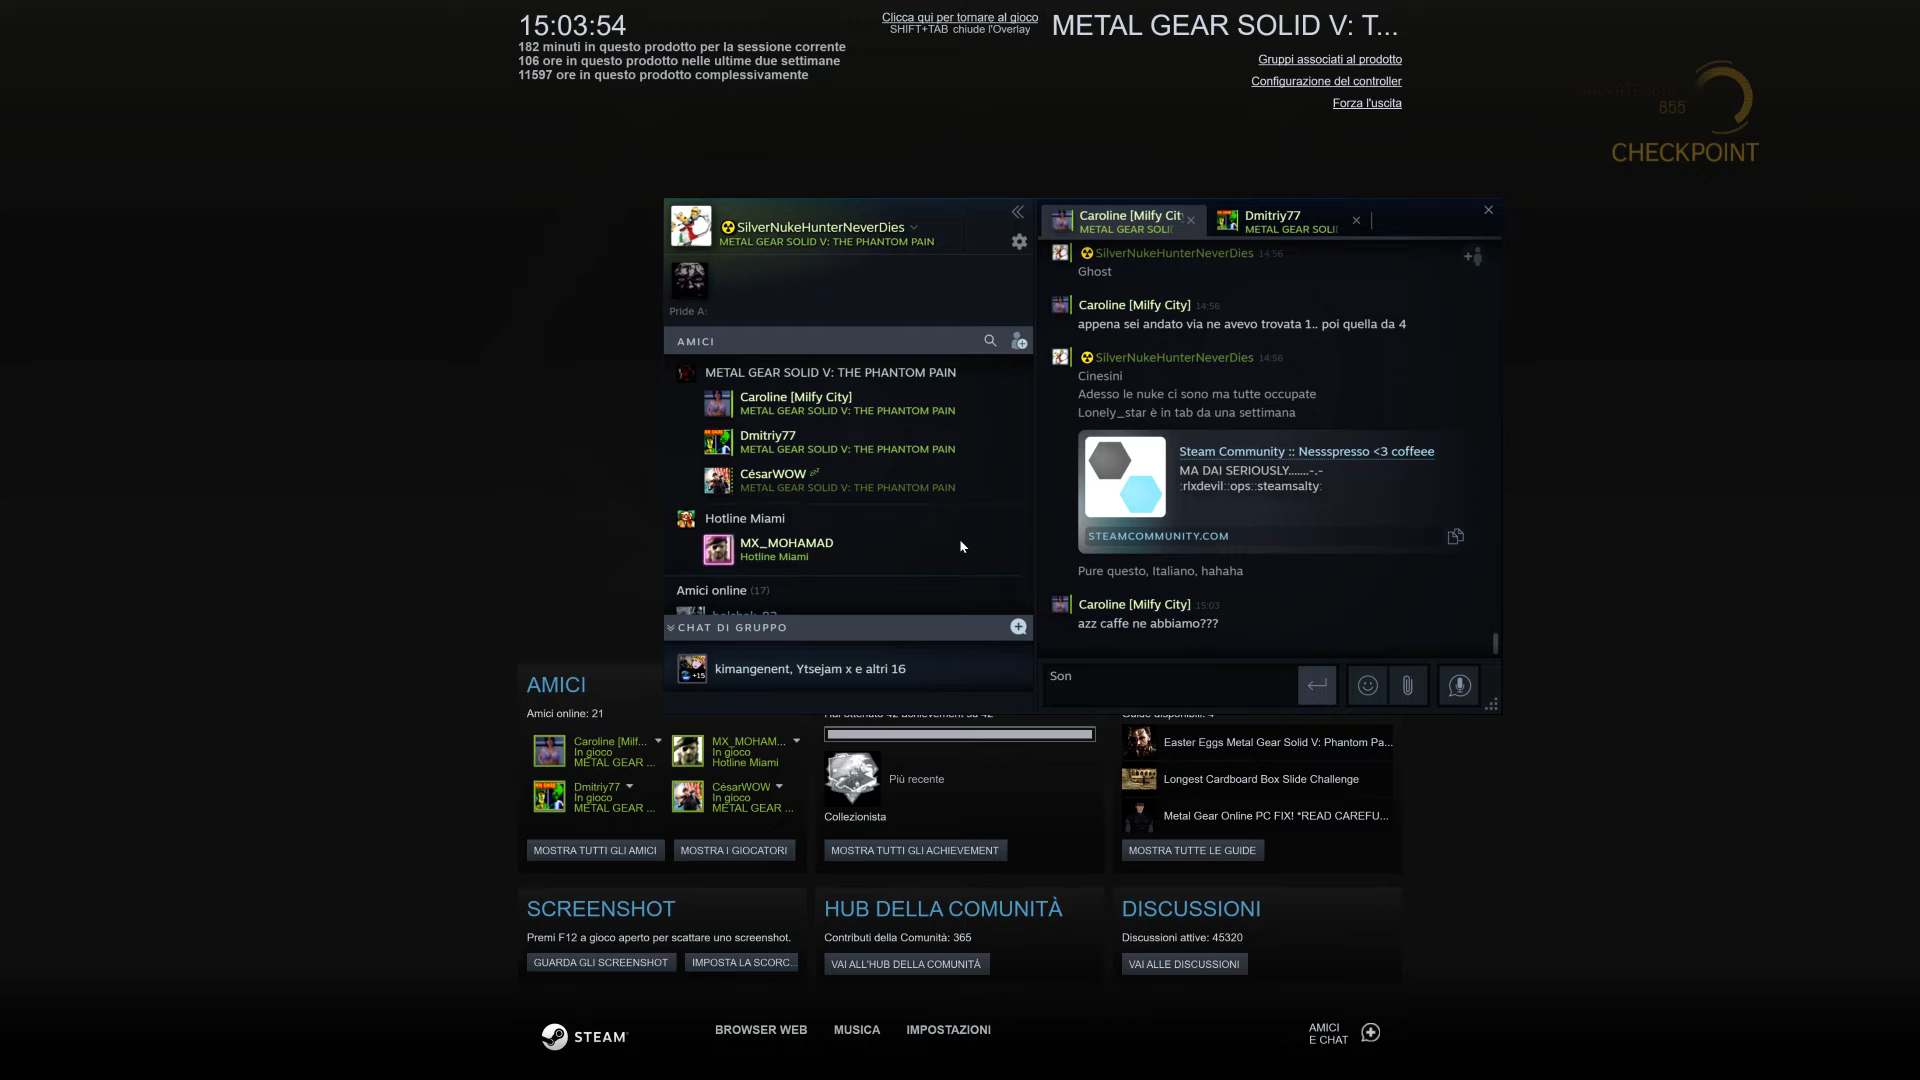 15:03:54
182 minuti in questo prodotto per la sessione corrente
106 ore in questo prodotto nelle ultime due settimane
11597 ore in questo prodotto complessivamente
Clicca qui per tornare al gioco
SHIFT+TAB chiude l'Overlay
METAL GEAR SOLID V: T...
Gruppi associati al prodotto
Configurazione del controller
Forza l'uscita
855
CHECKPOINT
SilverNukeHunterNeverDies
METAL GEAR SOLID V: THE PHANTOM PAIN
Pride A
AMICI
METAL GEAR SOLID V: THE PHANTOM PAIN
Caroline [Milfy City]
METAL GEAR SOLID V: THE PHANTOM PAIN
Dmitriy77
METAL GEAR SOLID V: THE PHANTOM PAIN
CésarWOW
METAL GEAR SOLID V: THE PHANTOM PAIN
Hotline Miami
MX_MOHAMAD
Hotline Miami
Amici online (17)
CHAT DI GRUPPO
+15
kimangenent, Ytsejam x e altri 16
Caroline [Milfy Cit
METAL GEAR SOLI
Dmitriy77
METAL GEAR SOLI
SilverNukeHunterNeverDies 14:56
Ghost
Caroline [Milfy City] 14:56
appena sei andato via ne avevo trovata 1.. poi quella da 4
SilverNukeHunterNeverDies 14:56
Cinesini
Adesso le nuke ci sono ma tutte occupate
Lonely_star è in tab da una settimana
Steam Community :: Nessspresso <3 coffeee
MA DAI SERIOUSLY.......-.-
:rlxdevil::ops::steamsalty:
STEAMCOMMUNITY.COM
Pure questo, Italiano, hahaha
Caroline [Milfy City] 15:03
azz caffe ne abbiamo???
Son
AMICI
Amici online: 21
Caroline [Milf...
In gioco
METAL GEAR ...
MX_MOHAM...
In gioco
Hotline Miami
Dmitriy77
In gioco
METAL GEAR ...
CésarWOW
In gioco
METAL GEAR ...
MOSTRA TUTTI GLI AMICI
MOSTRA I GIOCATORI
Hai ottenuto 42 achievement su 42
Più recente
Collezionista
MOSTRA TUTTI GLI ACHIEVEMENT
Guide disponibili: 4
Easter Eggs Metal Gear Solid V: Phantom Pa...
Longest Cardboard Box Slide Challenge
Metal Gear Online PC FIX! *READ CAREFU...
MOSTRA TUTTE LE GUIDE
SCREENSHOT
Premi F12 a gioco aperto per scattare uno screenshot.
GUARDA GLI SCREENSHOT
IMPOSTA LA SCORC...
HUB DELLA COMUNITÀ
Contributi della Comunità: 365
VAI ALL'HUB DELLA COMUNITÀ
DISCUSSIONI
Discussioni attive: 45320
VAI ALLE DISCUSSIONI
STEAM
BROWSER WEB
MUSICA
IMPOSTAZIONI
AMICI
E CHAT